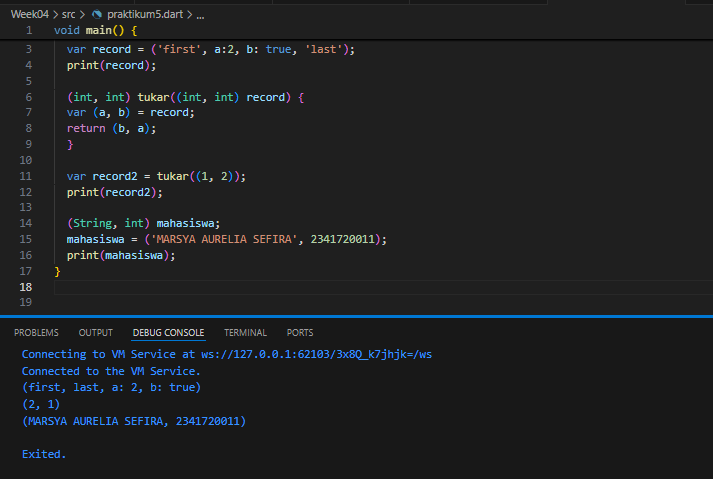 Week04 > src > praktikum5.dart > ...
1 void main() {
3 var record = ('first', a:2, b: true, 'last');
4 print(record);
5
6 (int, int) tukar((int, int) record) {
7 var (a, b) = record;
8 return (b, a);
9 }
10
11 var record2 = tukar((1, 2));
12 print(record2);
13
14 (String, int) mahasiswa;
15 mahasiswa = ('MARSYA AURELIA SEFIRA', 2341720011);
16 print(mahasiswa);
17 }
18
19
PROBLEMS OUTPUT DEBUG CONSOLE TERMINAL PORTS
Connecting to VM Service at ws://127.0.0.1:62103/3x8Q_k7jhjk=/ws
Connected to the VM Service.
(first, last, a: 2, b: true)
(2, 1)
(MARSYA AURELIA SEFIRA, 2341720011)
Exited.